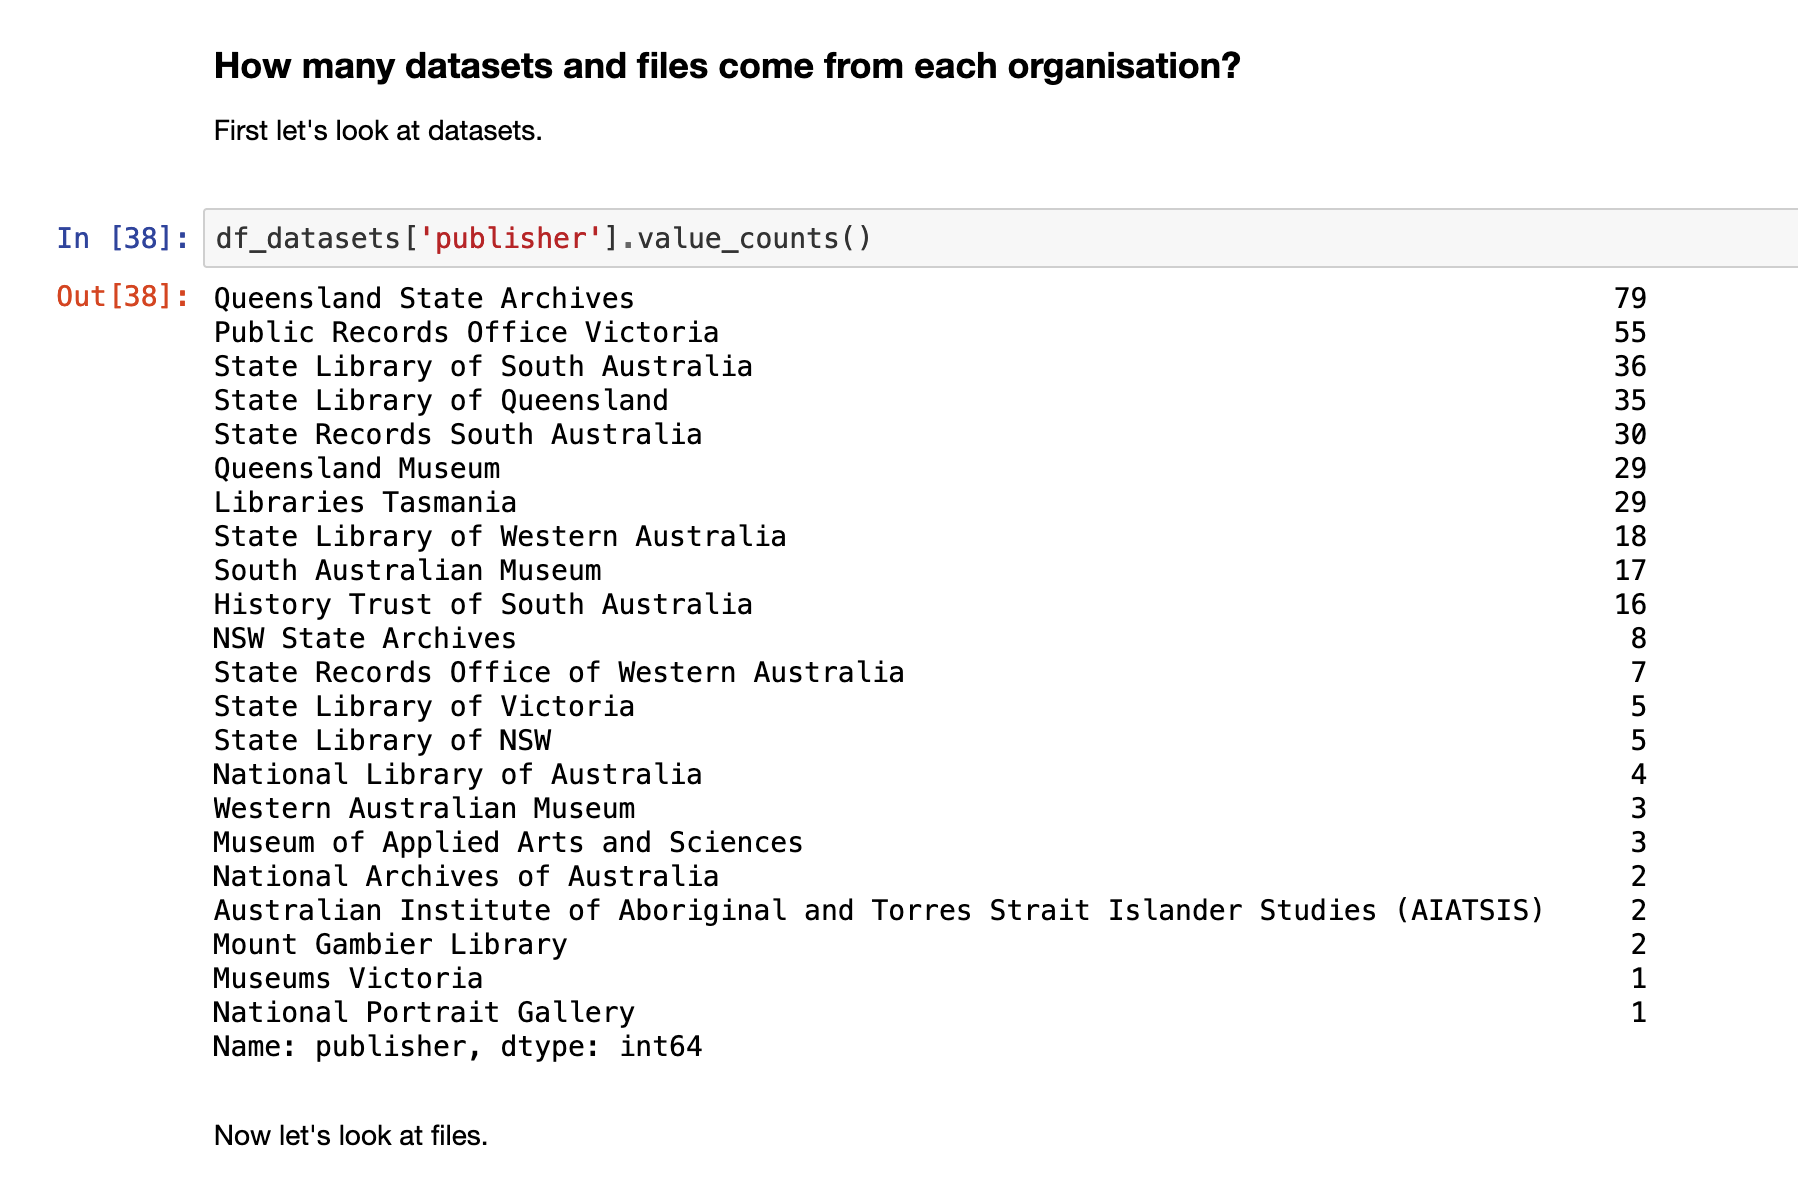 How many datasets and files come from each organisation?
First let's look at datasets.
In [38]: df_datasets['publisher'].value_counts()
Out[38]: Queensland State Archives 79
Public Records Office Victoria 55
State Library of South Australia 36
State Library of Queensland 35
State Records South Australia 30
Queensland Museum 29
Libraries Tasmania 29
State Library of Western Australia 18
South Australian Museum 17
History Trust of South Australia 16
NSW State Archives 8
State Records Office of Western Australia 7
State Library of Victoria 5
State Library of NSW 5
National Library of Australia 4
Western Australian Museum 3
Museum of Applied Arts and Sciences 3
National Archives of Australia 2
Australian Institute of Aboriginal and Torres Strait Islander Studies (AIATSIS) 2
Mount Gambier Library 2
Museums Victoria 1
National Portrait Gallery 1
Name: publisher, dtype: int64
Now let's look at files.